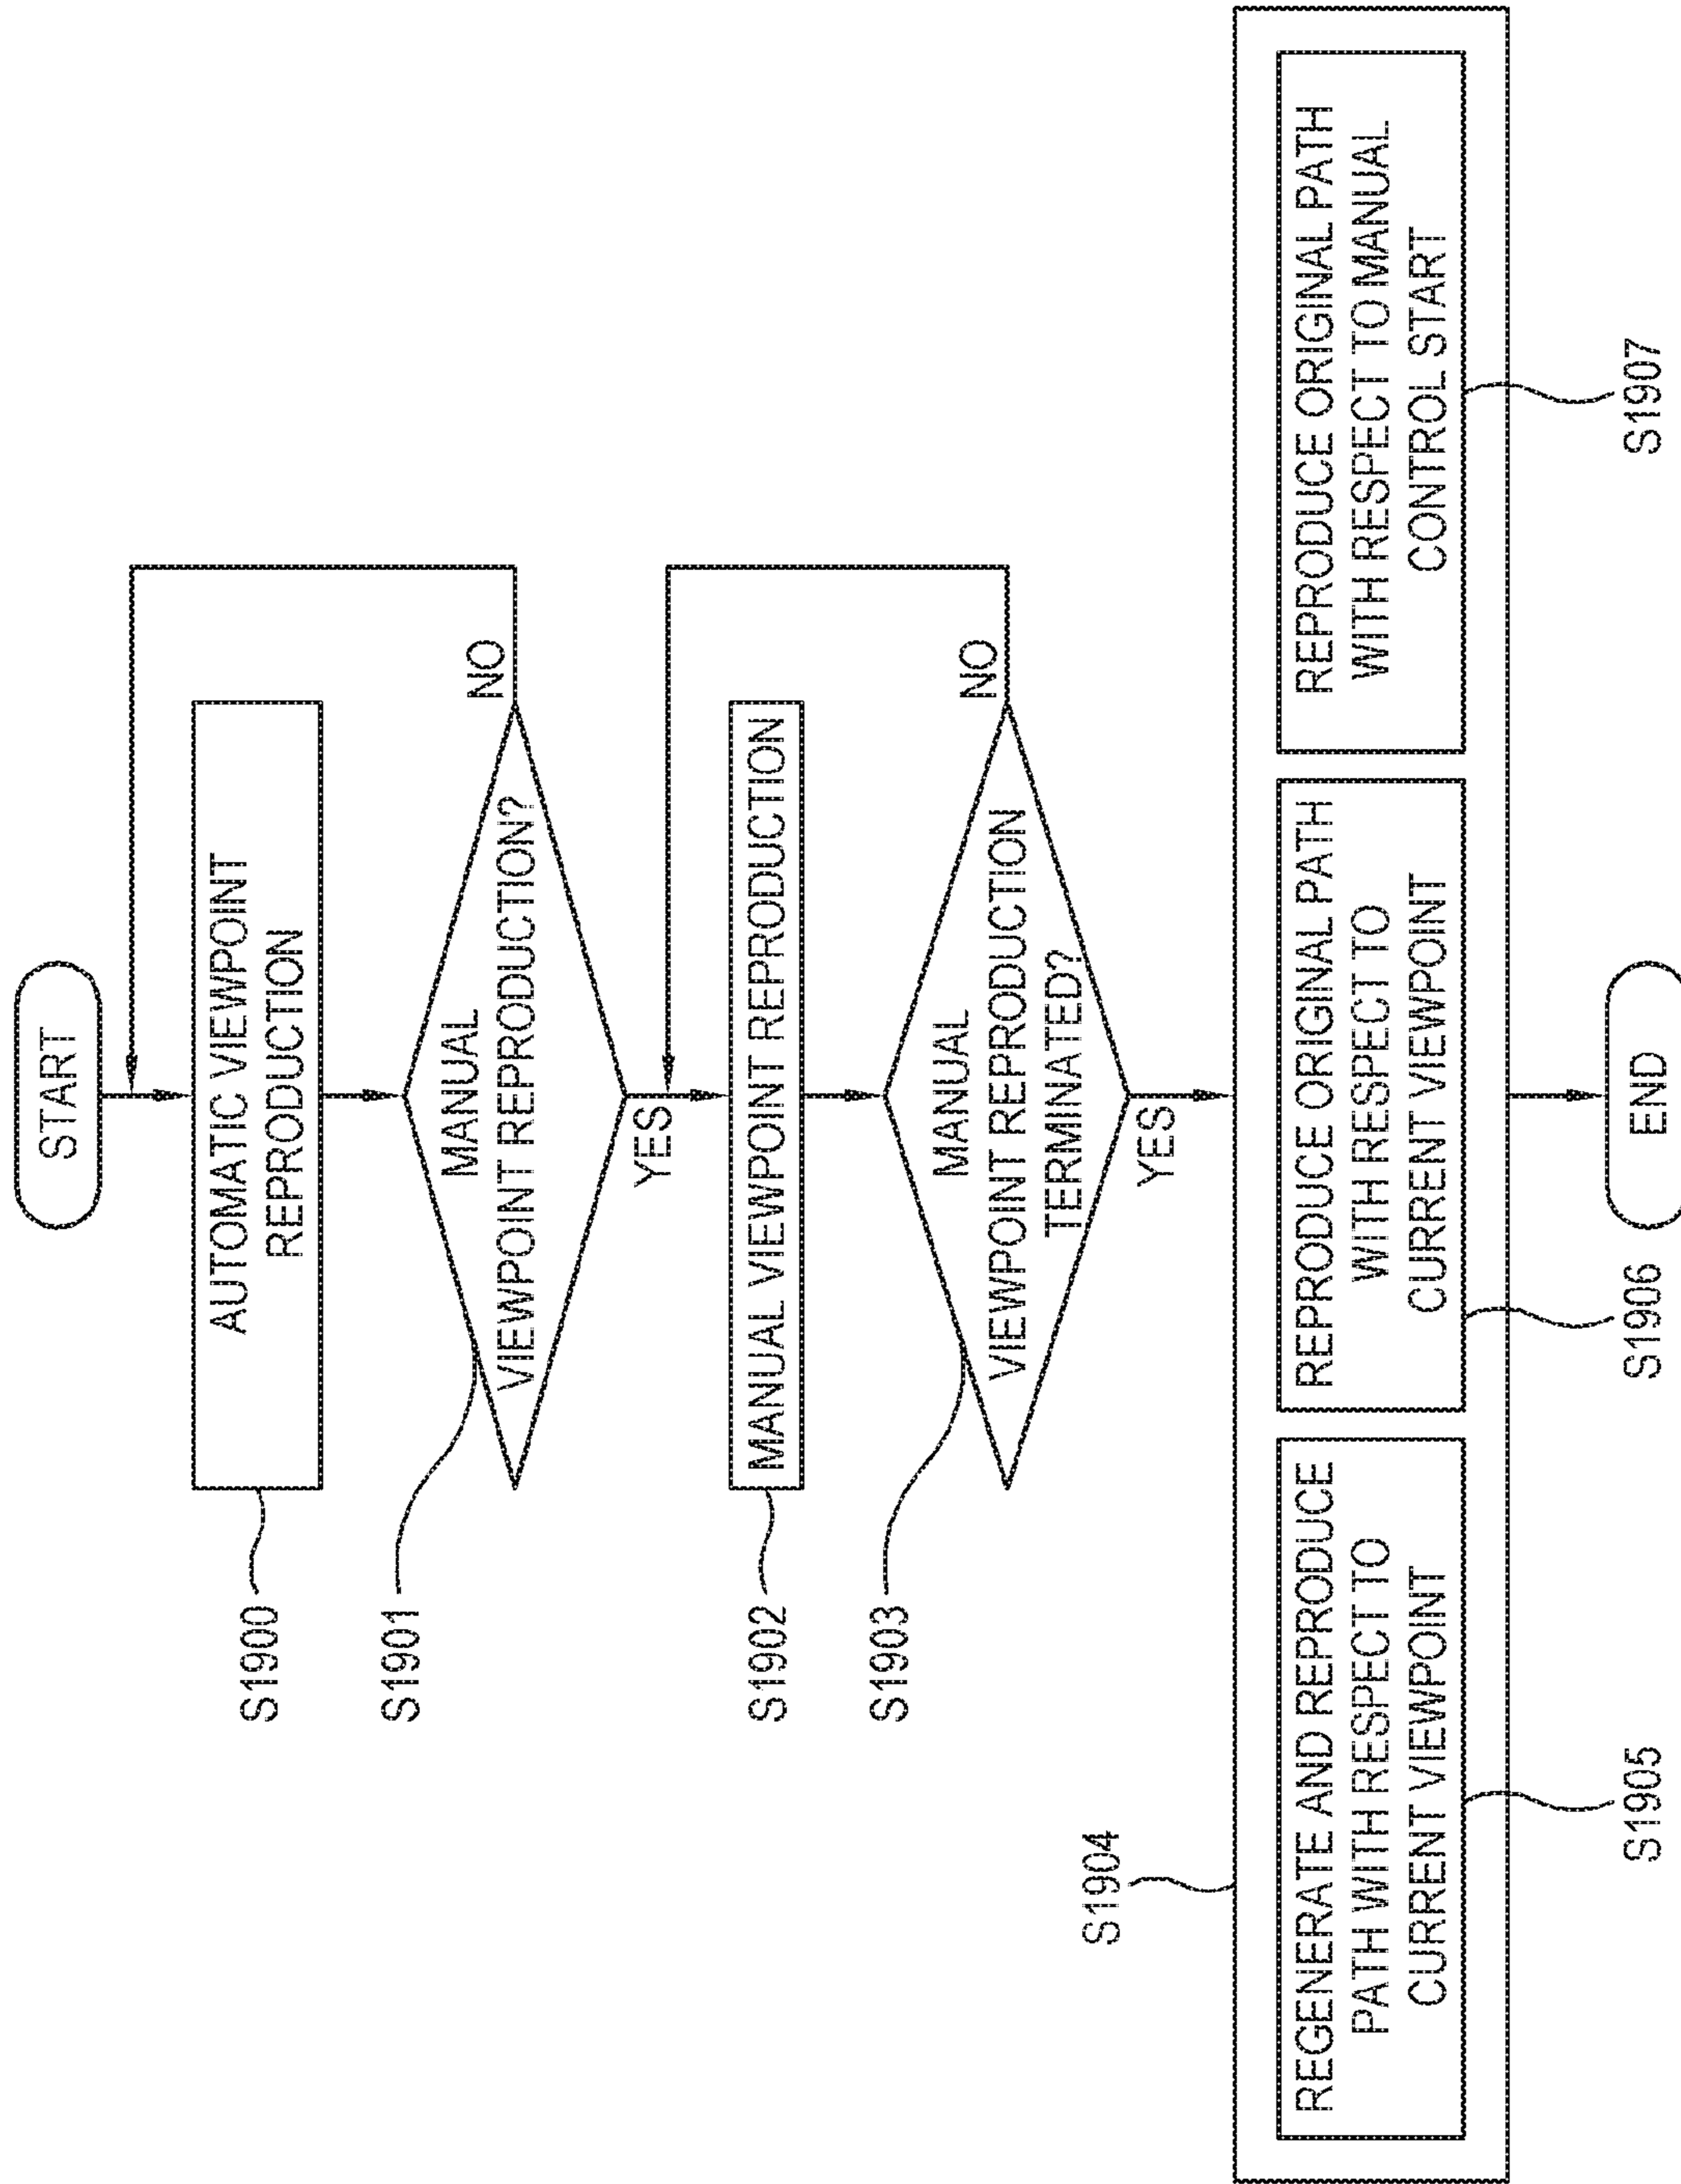 START
AUTOMATIC VIEWPOINT
REPRODUCTION
S1900
MANUAL
VIEWPOINT REPRODUCTION?
NO
S1901
YES
MANUAL VIEWPOINT REPRODUCTION
S1902
MANUAL
VIEWPOINT REPRODUCTION
TERMINATED?
NO
S1903
YES
S1904
REGENERATE AND REPRODUCE
PATH WITH RESPECT TO
CURRENT VIEWPOINT
S1905
REPRODUCE ORIGINAL PATH
WITH RESPECT TO
CURRENT VIEWPOINT
S1906
REPRODUCE ORIGINAL PATH
WITH RESPECT TO MANUAL
CONTROL START
S1907
END